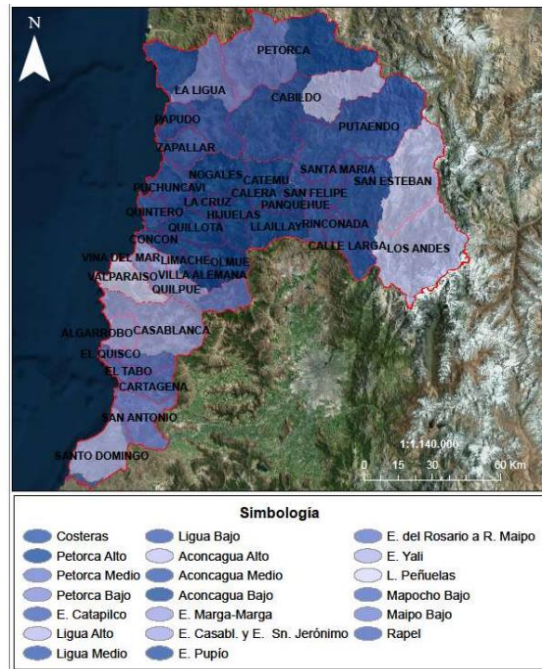 N
PETORCA
LA LIGUA
CABILDO
PAPUDO
PUTAENDO
ZAPALLAR
NOGALES
SANTA MARIA
CATEMU
SAN ESTEBAN
PUCHUNCAVI
CALERA
SAN FELIPE
LA CRUZ
PANQUEHUE
QUINTERO
HIJUELAS
QUILLOTA
LLAILLAY
RINCONADA
CONCON
CALLE LARGA
LOS ANDES
VINA DEL MAR
LIMACHE
OLMUE
VALPARAISO
VILLA ALEMANA
QUILPUE
ALGARROBO
CASABLANCA
EL QUISCO
EL TABO
CARTAGENA
SAN ANTONIO
SANTO DOMINGO
1:1.140.000
0 15 30 60 Km
Simbología
Costeras
Petorca Alto
Petorca Medio
Petorca Bajo
E. Catapilco
Ligua Alto
Ligua Medio
Ligua Bajo
Aconcagua Alto
Aconcagua Medio
Aconcagua Bajo
E. Marga-Marga
E. Casabl. y E. Sn. Jerónimo
E. Pupío
E. del Rosario a R. Maipo
E. Yali
L. Peñuelas
Mapocho Bajo
Maipo Bajo
Rapel